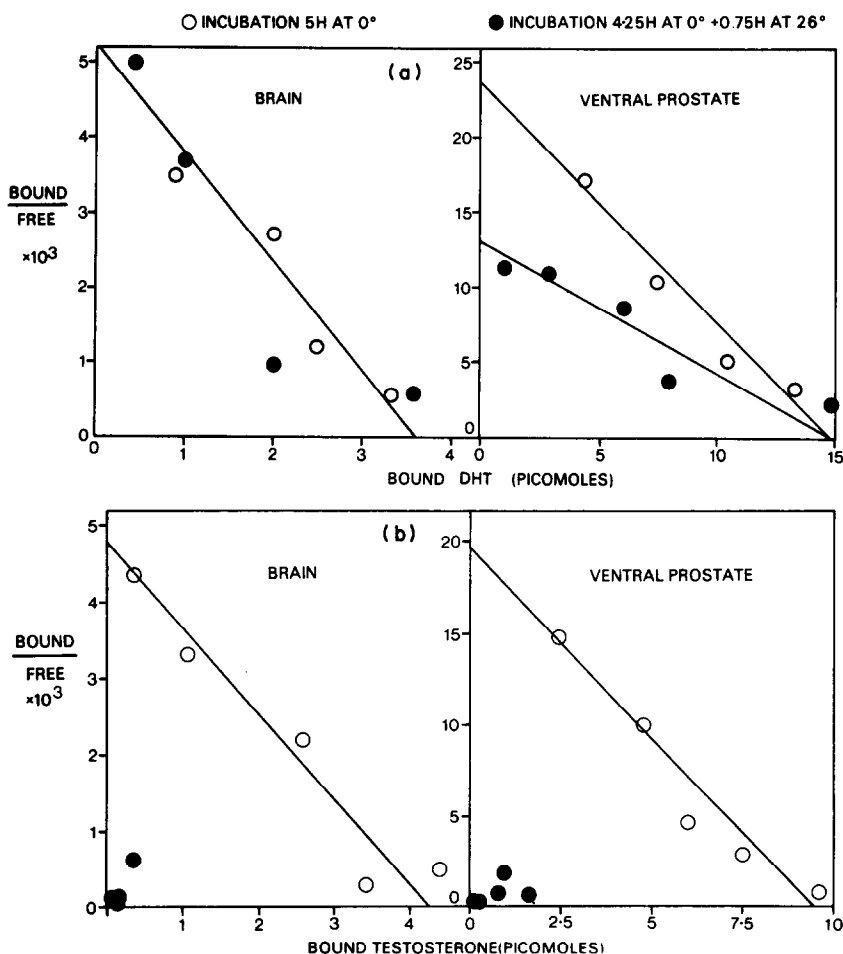 ○ INCUBATION 5H AT 0° ● INCUBATION 4·25H AT 0° +0.75H AT 26°
(a)
BRAIN
VENTRAL PROSTATE
BOUND
FREE
×10³
5
4
3
2
1
0
0 1 2 3 4
25
20
15
10
5
0
0 5 10 15
BOUND DHT (PICOMOLES)
(b)
BRAIN
VENTRAL PROSTATE
BOUND
FREE
×10³
5
4
3
2
1
0
1 2 3 4
20
15
10
5
0
0 2·5 5 7·5 10
BOUND TESTOSTERONE(PICOMOLES)